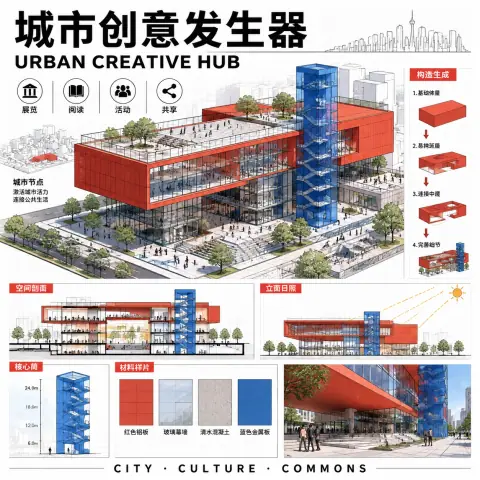 城市创意发生器
URBAN CREATIVE HUB
展览
阅读
活动
共享
城市节点
激活城市活力
连接公共生活
构造生成
1.基础体量
3.连接中庭
4.完善细节
空间剖面
立面日照
核心筒
24.0m
18.0m
12.0m
6.0m
材料样片
红色铝板
玻璃幕墙
清水混凝土
蓝色金属板
CITY · CULTURE · COMMONS